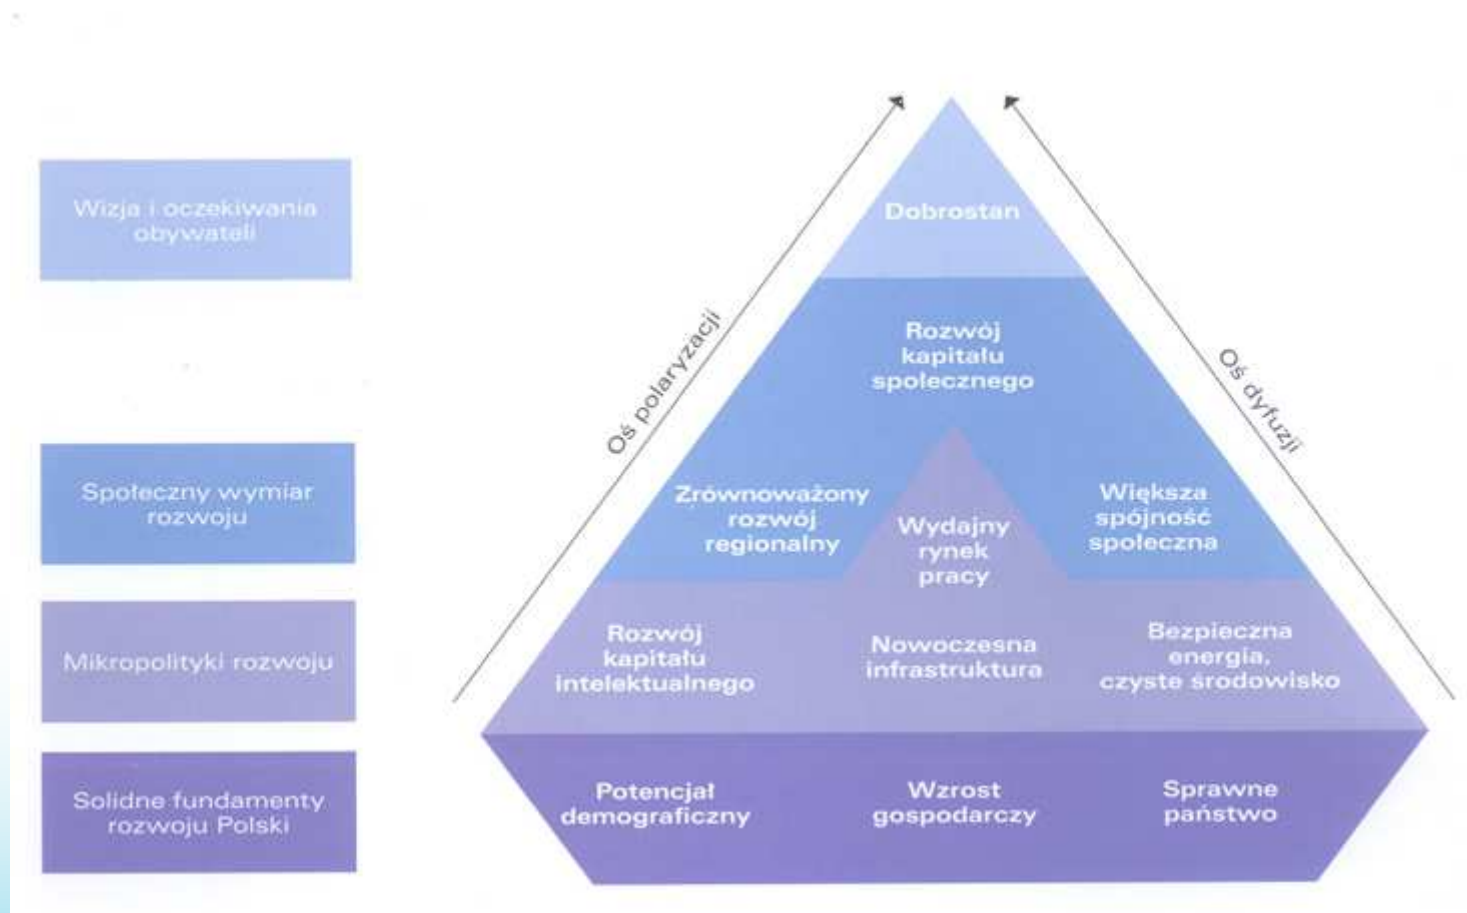 Wizja i oczekiwania
obywateli
Społeczny wymiar
rozwoju
Mikropolityki rozwoju
Solidne fundamenty
rozwoju Polski
Oś polaryzacji
Oś dyfuzji
Dobrostan
Rozwój
kapitału
społecznego
Zrównoważony
rozwój
regionalny
Wydajny
rynek
pracy
Większa
spójność
społeczna
Rozwój
kapitału
intelektualnego
Nowoczesna
infrastruktura
Bezpieczna
energia,
czyste środowisko
Potencjał
demograficzny
Wzrost
gospodarczy
Sprawne
państwo